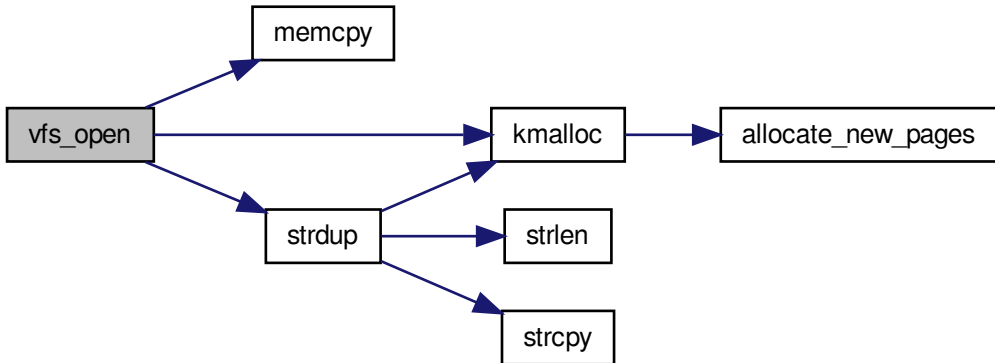 memcpy
vfs_open
kmalloc
allocate_new_pages
strdup
strlen
strcpy